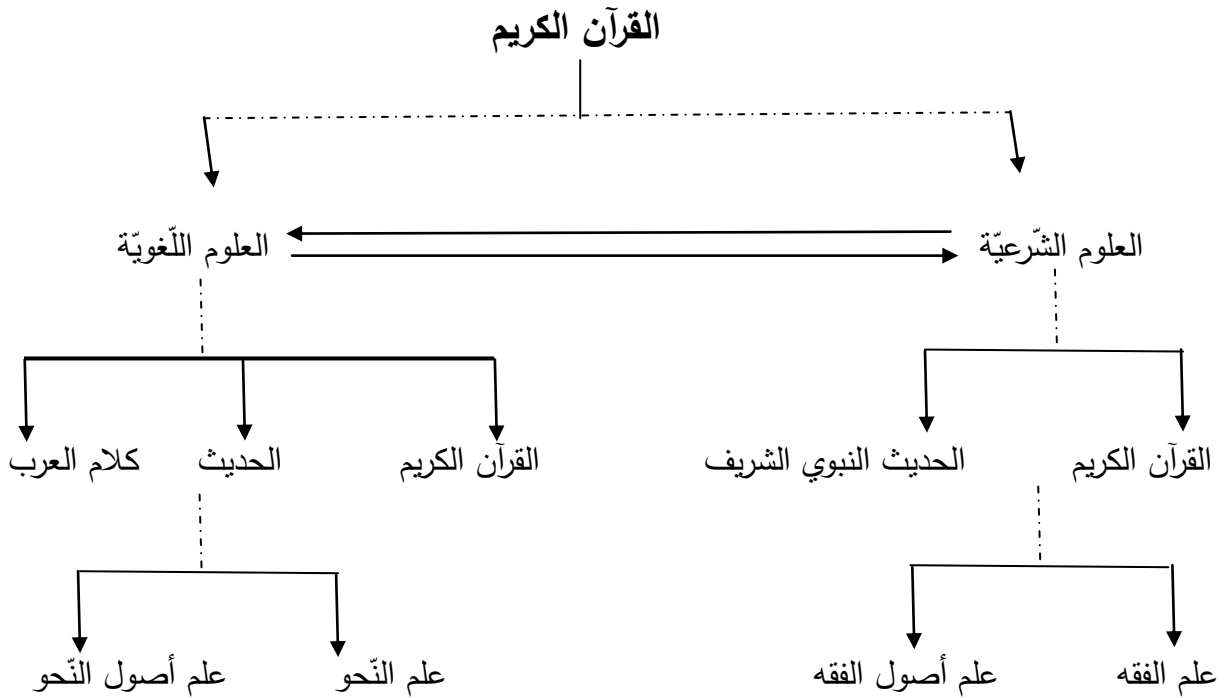 القرآن الكريم
العلوم الشّرعيّة العلوم اللّغويّة
القرآن الكريم الحديث النبوي الشريف القرآن الكريم الحديث كلام العرب
علم الفقه علم أصول الفقه علم النّحو علم أصول النّحو